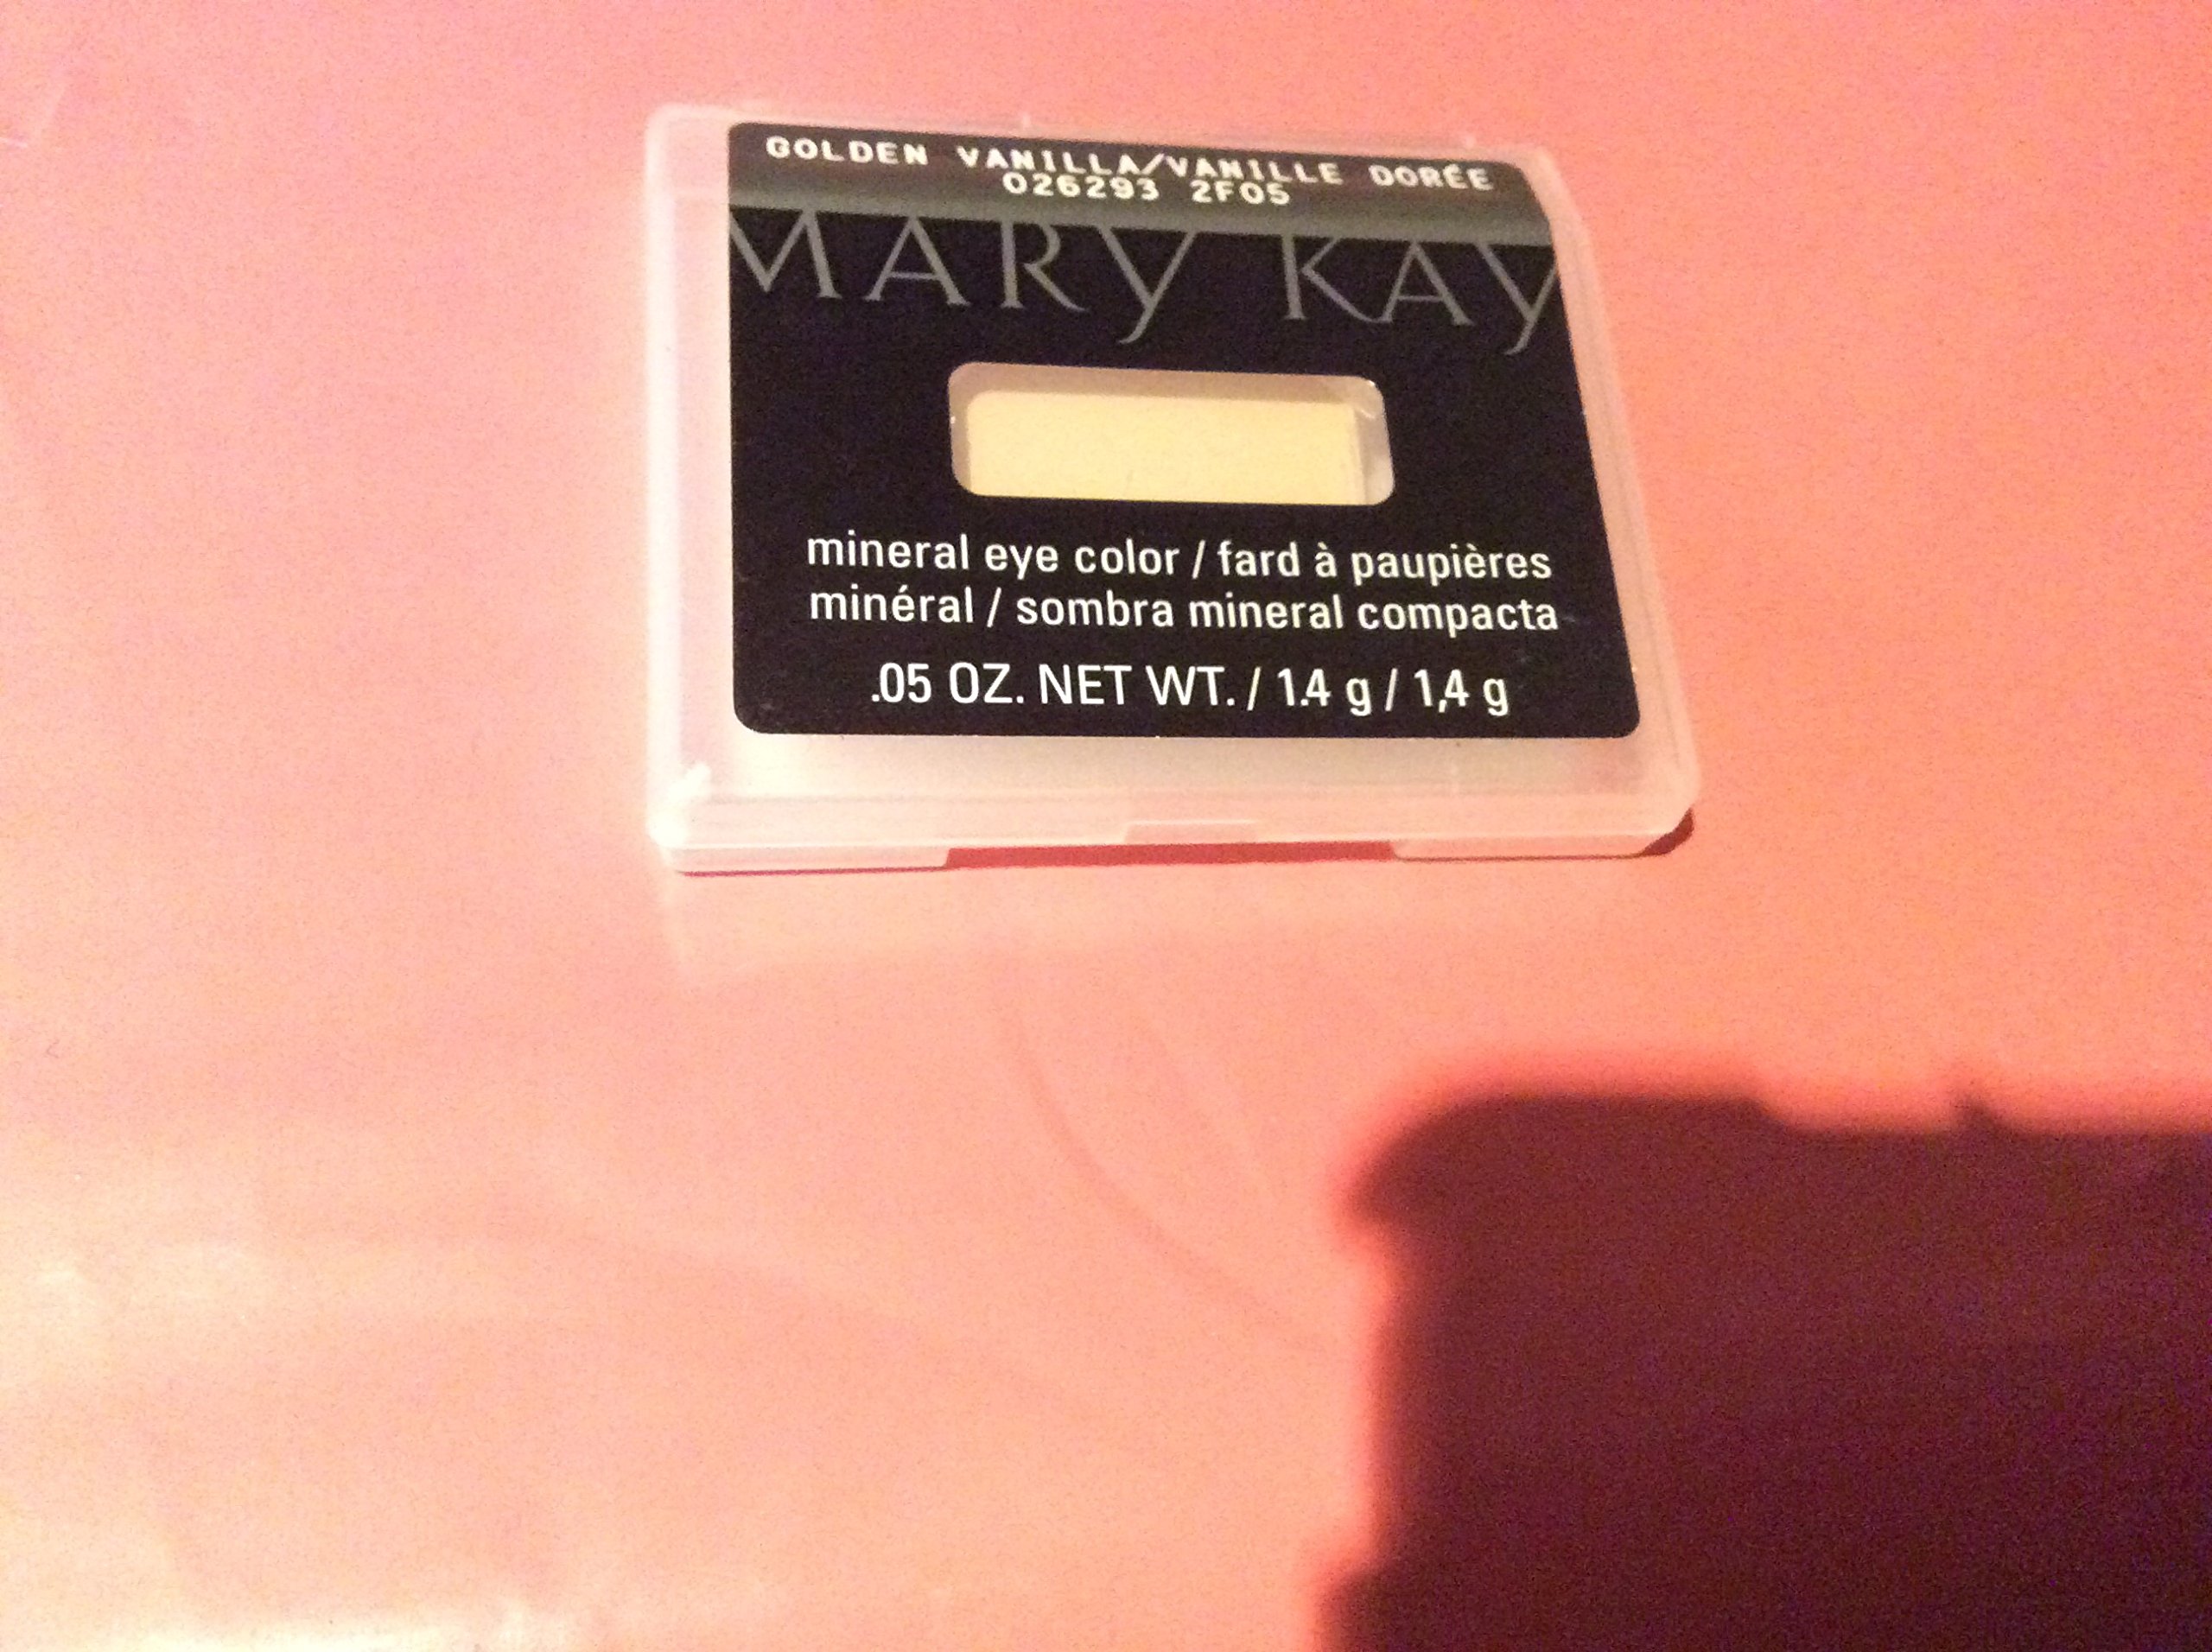 GOLDEN VANILLA/VANILLE DORÉE
026293 2F05
MARY KAY
mineral eye color / fard à paupières
minéral / sombra mineral compacta
.05 OZ. NET WT. / 1.4 g / 1,4 g